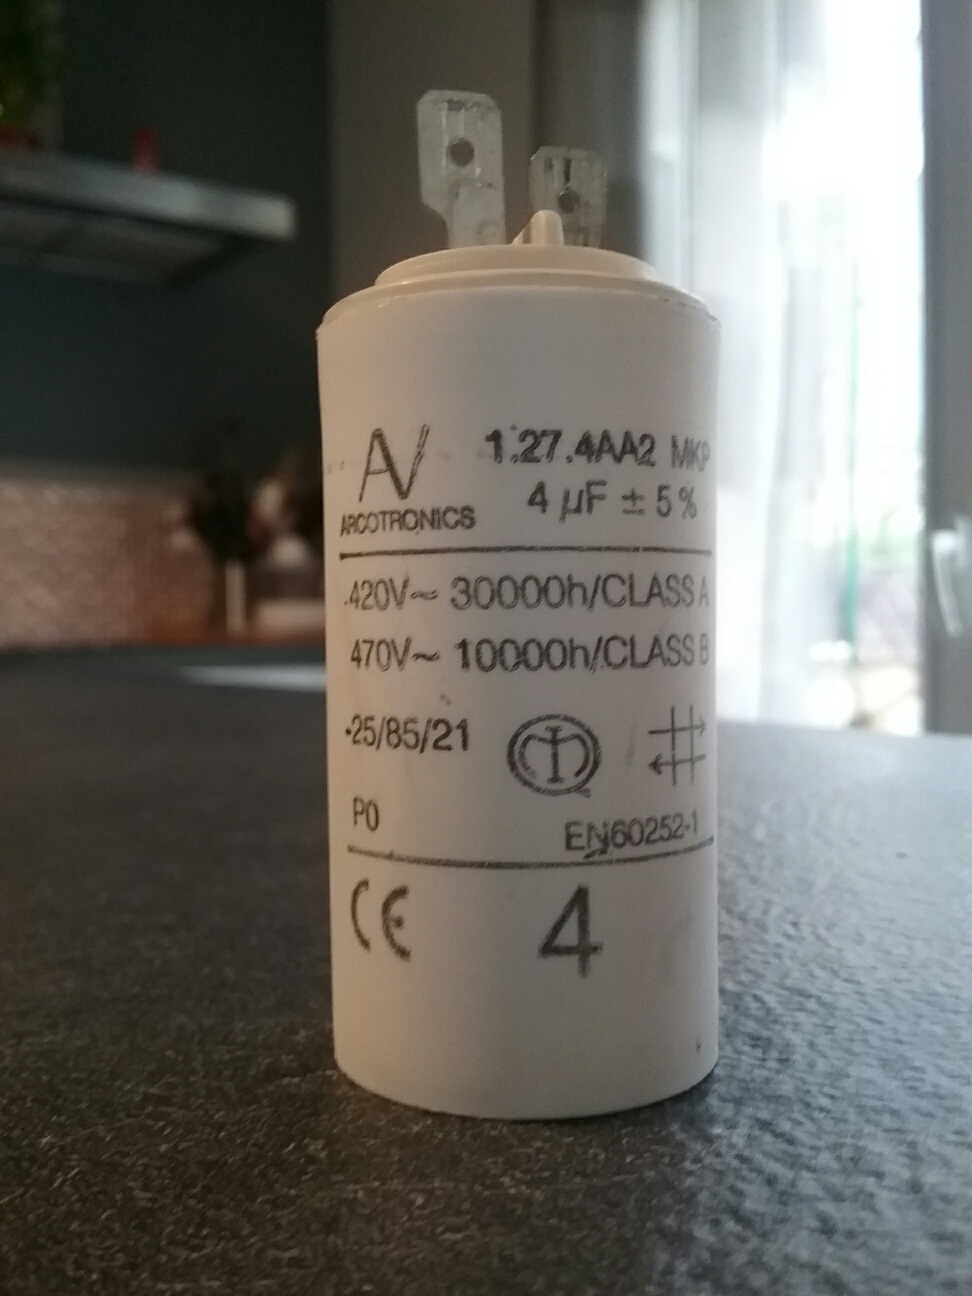 AV 1.27.4AA2 MKP
ARCOTRONICS 4 µF ± 5 %
420V~ 30000h/CLASS A
470V~ 10000h/CLASS B
-25/85/21
P0 EN60252-1
CE 4